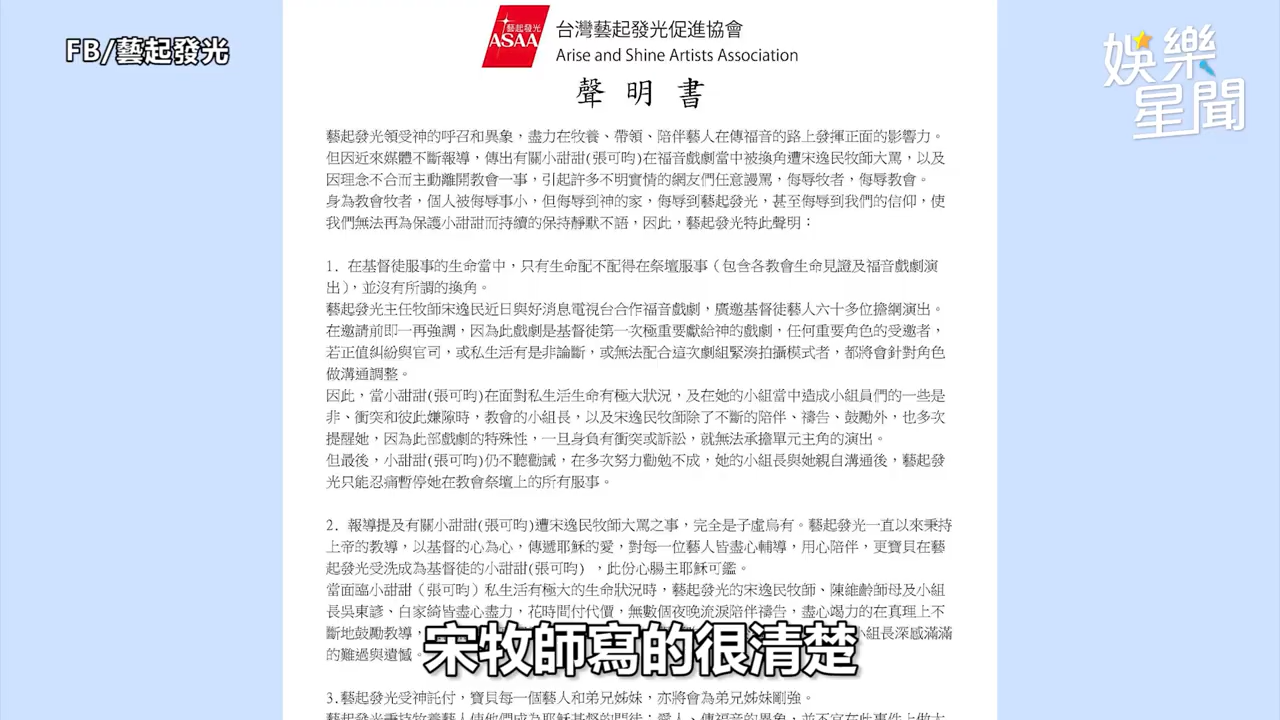 FB/藝起發光
藝起發光
ASAA
台灣藝起發光促進協會
Arise and Shine Artists Association
娛樂
星聞
聲明書
藝起發光領受神的呼召和異象，盡力在牧養、帶領、陪伴藝人在傳福音的路上發揮正面的影響力。
但因近來媒體不斷報導，傳出有關小甜甜(張可昀)在福音戲劇當中被換角遭宋逸民牧師大罵，以及
因理念不合而主動離開教會一事，引起許多不明實情的網友們任意謾罵，侮辱牧者，侮辱教會。
身為教會牧者，個人被侮辱事小，但侮辱到神的家，侮辱到藝起發光，甚至侮辱到我們的信仰，使
我們無法再為保護小甜甜而持續的保持靜默不語，因此，藝起發光特此聲明：
1. 在基督徒服事的生命當中，只有生命配不配得在祭壇服事（包含各教會生命見證及福音戲劇演
出），並沒有所謂的換角。
藝起發光主任牧師宋逸民近日與好消息電視台合作福音戲劇，廣邀基督徒藝人六十多位擔綱演出。
在邀請前即一再強調，因為此戲劇是基督徒第一次極重要獻給神的戲劇，任何重要角色的受邀者，
若正值糾紛與官司，或私生活有是非論斷，或無法配合這次劇組緊湊拍攝模式者，都將會針對角色
做溝通調整。
因此，當小甜甜(張可昀)在面對私生活生命有極大狀況，及在她的小組當中造成小組員們的一些是
非、衝突和彼此嫌隙時，教會的小組長，以及宋逸民牧師除了不斷的陪伴、禱告、鼓勵外，也多次
提醒她，因為此部戲劇的特殊性，一旦身負有衝突或訴訟，就無法承擔單元主角的演出。
但最後，小甜甜(張可昀)仍不聽勸誡，在多次努力勸勉不成，她的小組長與她親自溝通後，藝起發
光只能忍痛暫停她在教會祭壇上的所有服事。
2. 報導提及有關小甜甜(張可昀)遭宋逸民牧師大罵之事，完全是子虛烏有。藝起發光一直以來秉持
上帝的教導，以基督的心為心，傳遞耶穌的愛，對每一位藝人皆盡心輔導，用心陪伴，更寶貝在藝
起發光受洗成為基督徒的小甜甜(張可昀) ，此份心腸主耶穌可鑑。
當面臨小甜甜（張可昀）私生活有極大的生命狀況時，藝起發光的宋逸民牧師、陳維齡師母及小組
長吳東諺、白家綺皆盡心盡力，花時間付代價，無數個夜晚流淚陪伴禱告，盡心竭力的在真理上不
斷地鼓勵教導，小組長深感滿滿
的難過與遺憾。
宋牧師寫的很清楚
3.藝起發光受神託付，寶貝每一個藝人和弟兄姊妹，亦將會為弟兄姊妹剛強。